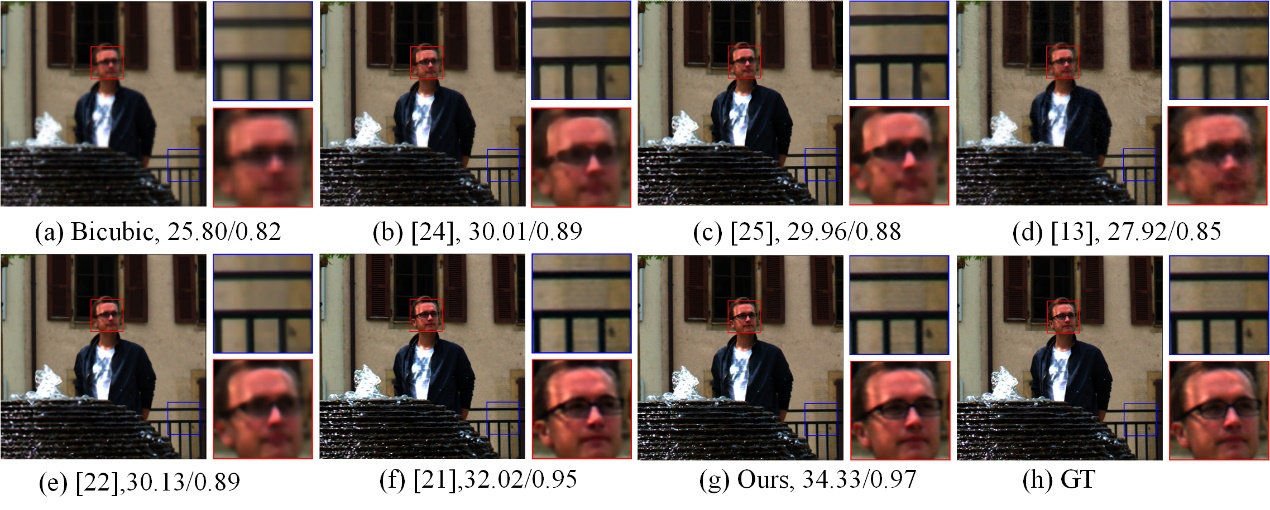 (a) Bicubic, 25.80/0.82 (b) [24], 30.01/0.89 (c) [25], 29.96/0.88 (d) [13], 27.92/0.85
(e) [22],30.13/0.89 (f) [21],32.02/0.95 (g) Ours, 34.33/0.97 (h) GT